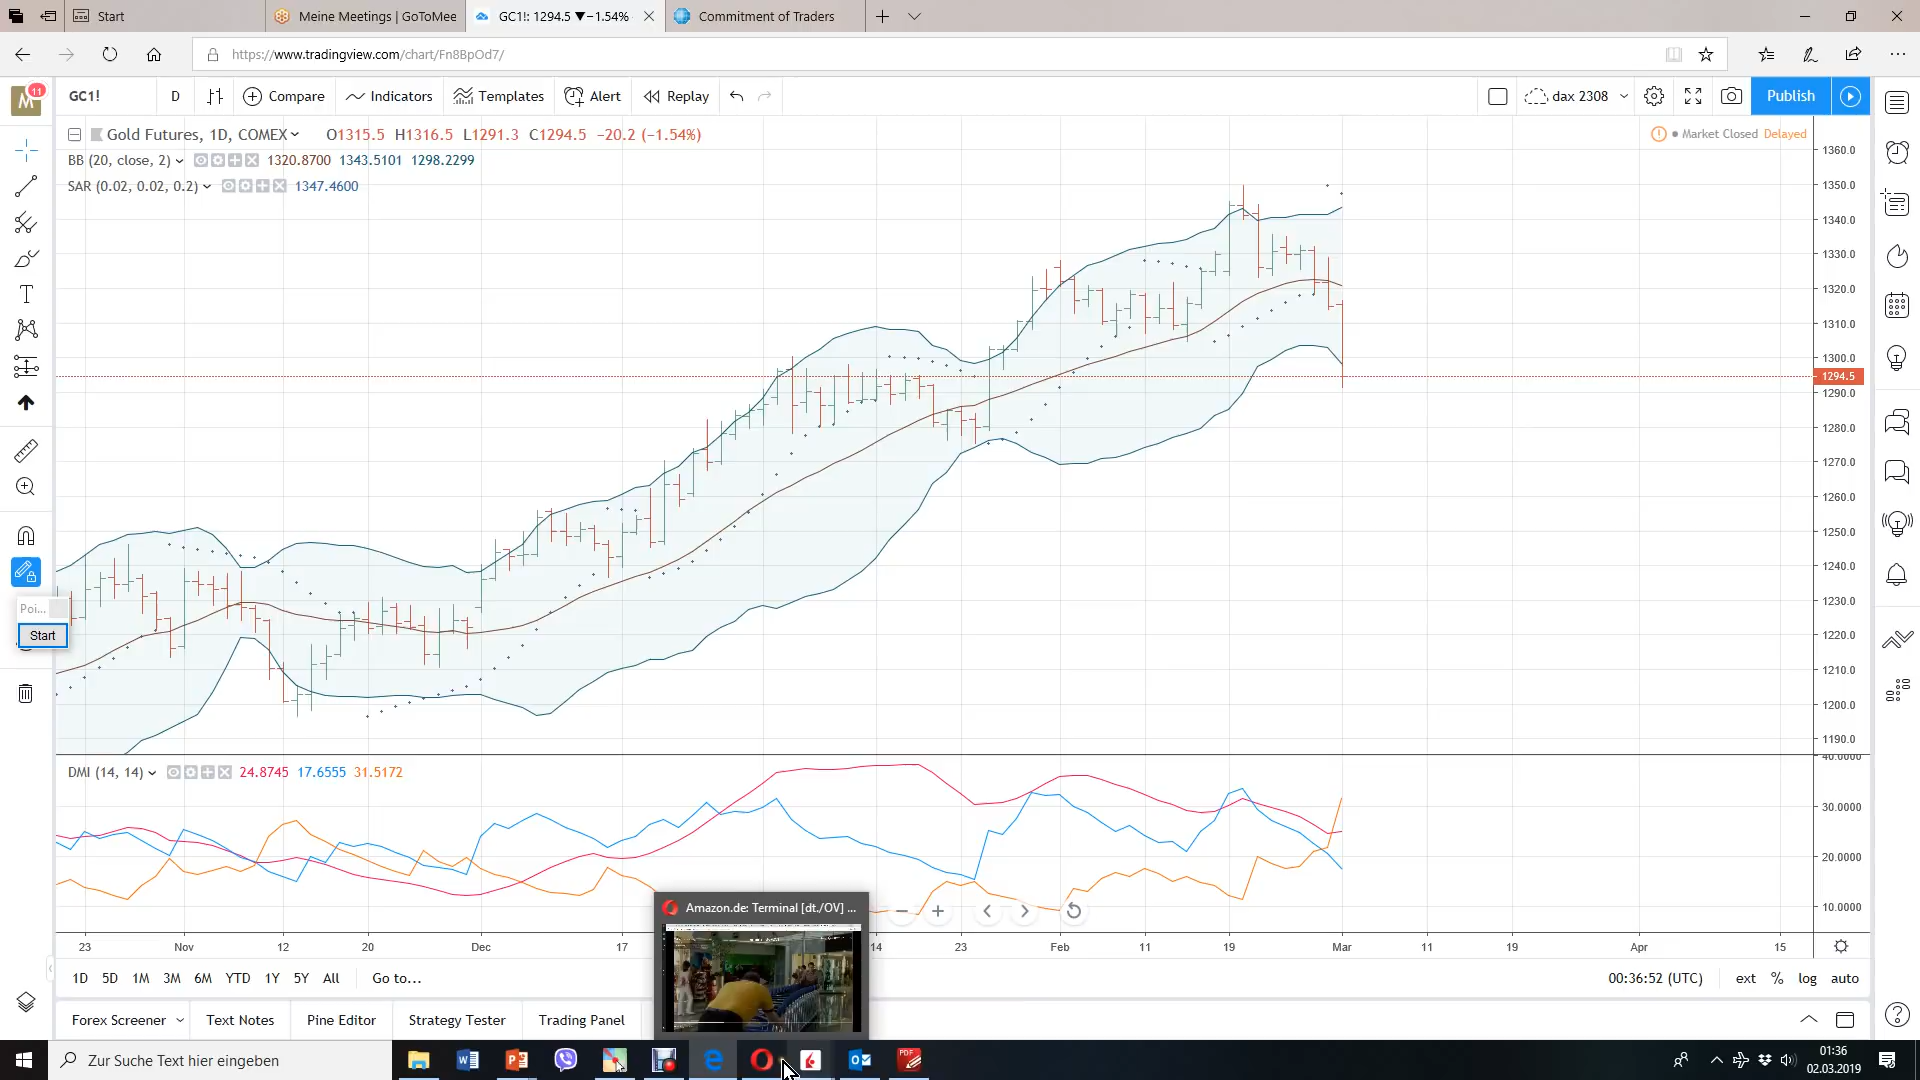 Start
Meine Meetings | GoToMee
GC1!: 1294.5 ▼−1.54%
Commitment of Traders
https://www.tradingview.com/chart/Fn8BpOd7/
M
11
GC1!
D
Compare
Indicators
Templates
Alert
Replay
dax 2308
Publish
Gold Futures, 1D, COMEX
O1315.5 H1316.5 L1291.3 C1294.5 −20.2 (−1.54%)
Market Closed Delayed
BB (20, close, 2) 1320.8700 1343.5101 1298.2299
SAR (0.02, 0.02, 0.2) 1347.4600
1360.0
1350.0
1340.0
1330.0
1320.0
1310.0
1300.0
1294.5
1290.0
1280.0
1270.0
1260.0
1250.0
1240.0
1230.0
1220.0
1210.0
1200.0
1190.0
Poi...
Start
DMI (14, 14) 24.8745 17.6555 31.5172
40.0000
30.0000
20.0000
10.0000
Amazon.de: Terminal [dt./OV] ...
23 Nov 12 20 Dec 17 14 23 Feb 11 19 Mar 11 19 Apr 15
1D 5D 1M 3M 6M YTD 1Y 5Y All Go to...
00:36:52 (UTC) ext % log auto
Forex Screener Text Notes Pine Editor Strategy Tester Trading Panel
Zur Suche Text hier eingeben
01:36
02.03.2019